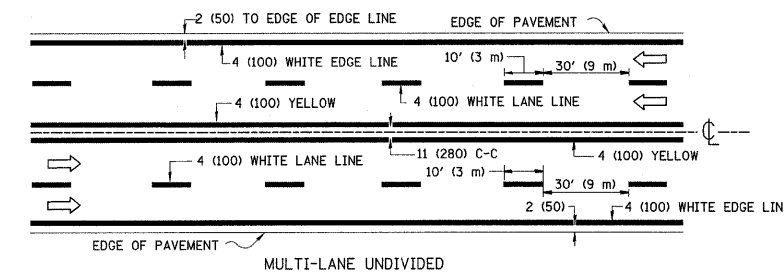 2 (50) TO EDGE OF EDGE LINE
EDGE OF PAVEMENT
4 (100) WHITE EDGE LINE
10' (3 m)
30' (9 m)
4 (100) YELLOW
4 (100) WHITE LANE LINE
CL
11 (280) C-C
4 (100) YELLOW
4 (100) WHITE LANE LINE
10' (3 m)
30' (9 m)
2 (50)
4 (100) WHITE EDGE LIN
EDGE OF PAVEMENT
MULTI-LANE UNDIVIDED